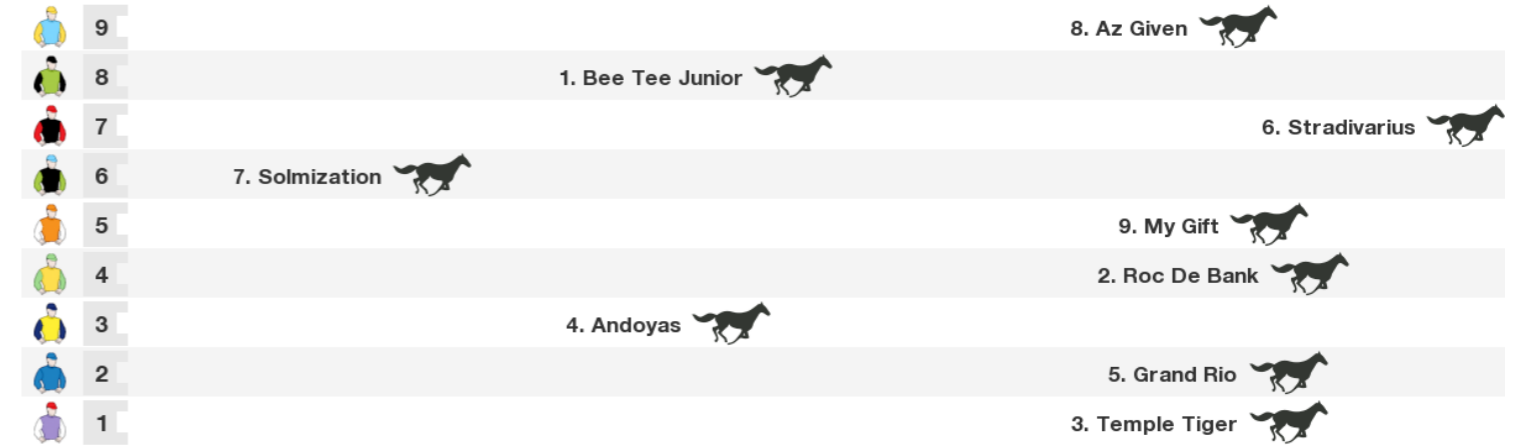 9 8. Az Given
8 1. Bee Tee Junior
7 6. Stradivarius
6 7. Solmization
5 9. My Gift
4 2. Roc De Bank
3 4. Andoyas
2 5. Grand Rio
1 3. Temple Tiger